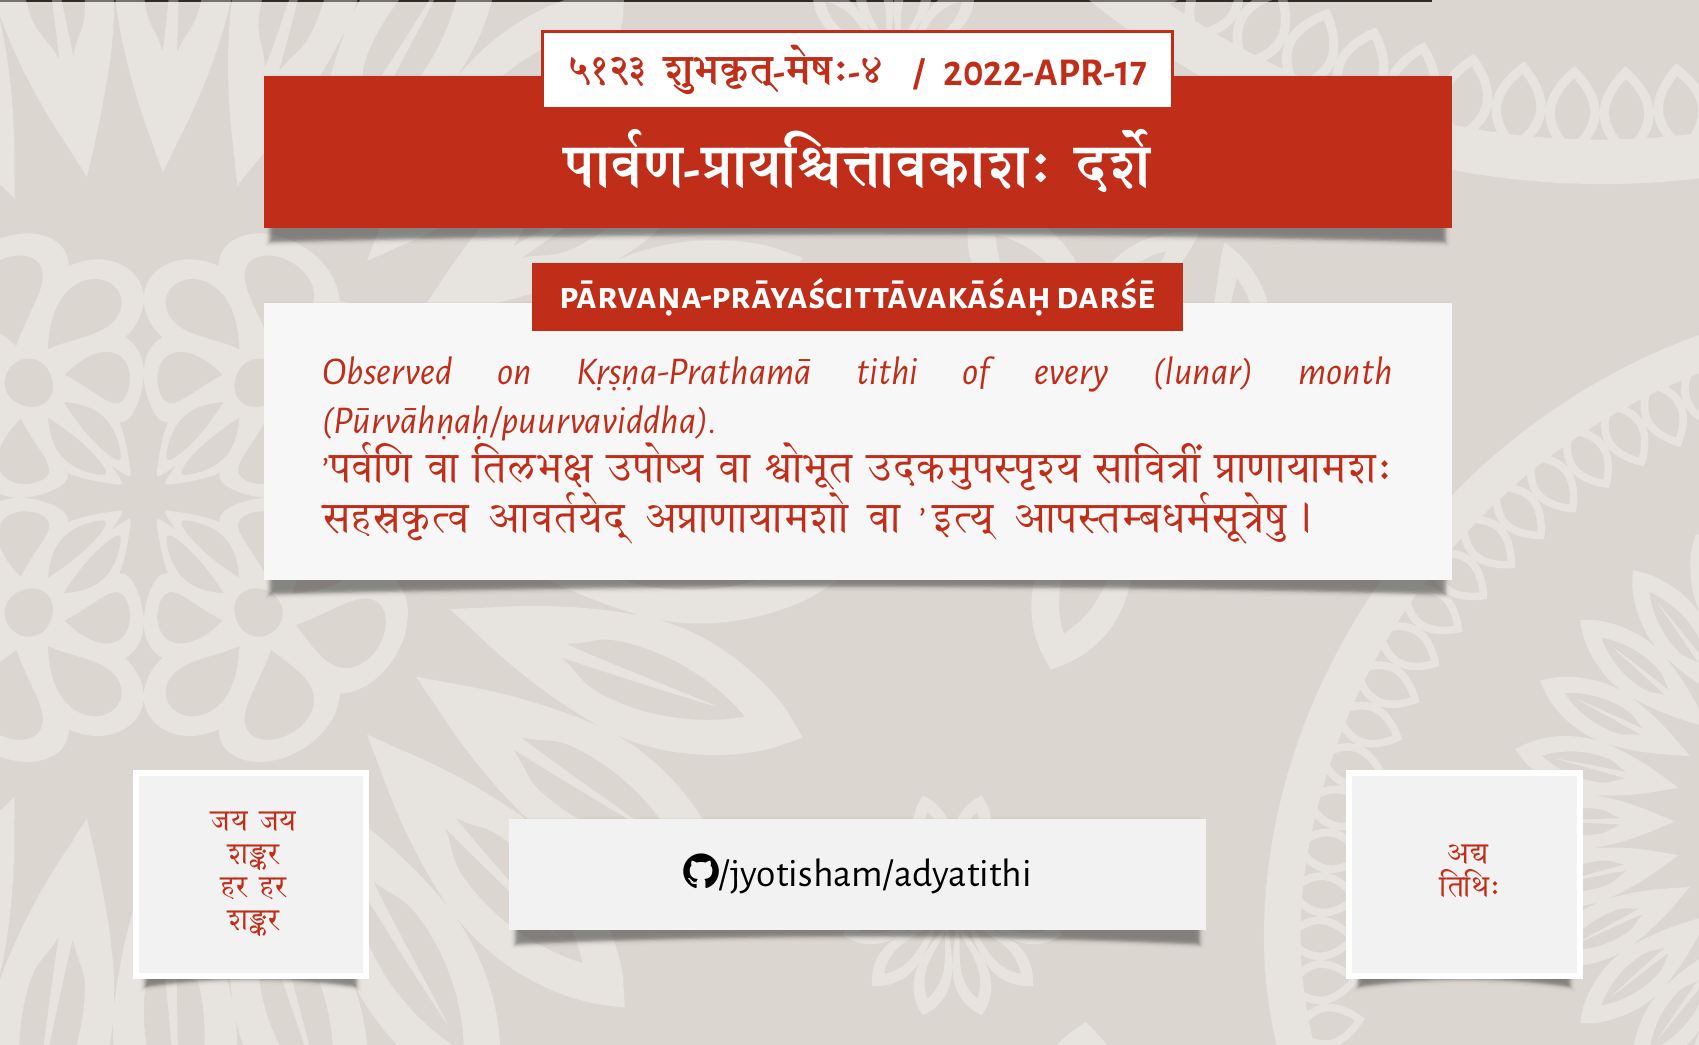 ५१२३ शुभकृत्-मेषः-४ / 2022-APR-17
पार्वण-प्रायश्चित्तावकाशः दर्शे
PĀRVAṆA-PRĀYAŚCITTĀVAKĀŚAḤ DARŚĒ
Observed on Kṛṣṇa-Prathamā tithi of every (lunar) month
(Pūrvāhṇaḥ/puurvaviddha).
’पर्वणि वा तिलभक्ष उपोष्य वा श्वोभूत उदकमुपस्पृश्य सावित्रीं प्राणायामशः
सहस्रकृत्व आवर्तयेद् अप्राणायामशो वा ’इत्य् आपस्तम्बधर्मसूत्रेषु।
जय जय
शङ्कर
हर हर
शङ्कर
/jyotisham/adyatithi
अद्य
तिथिः